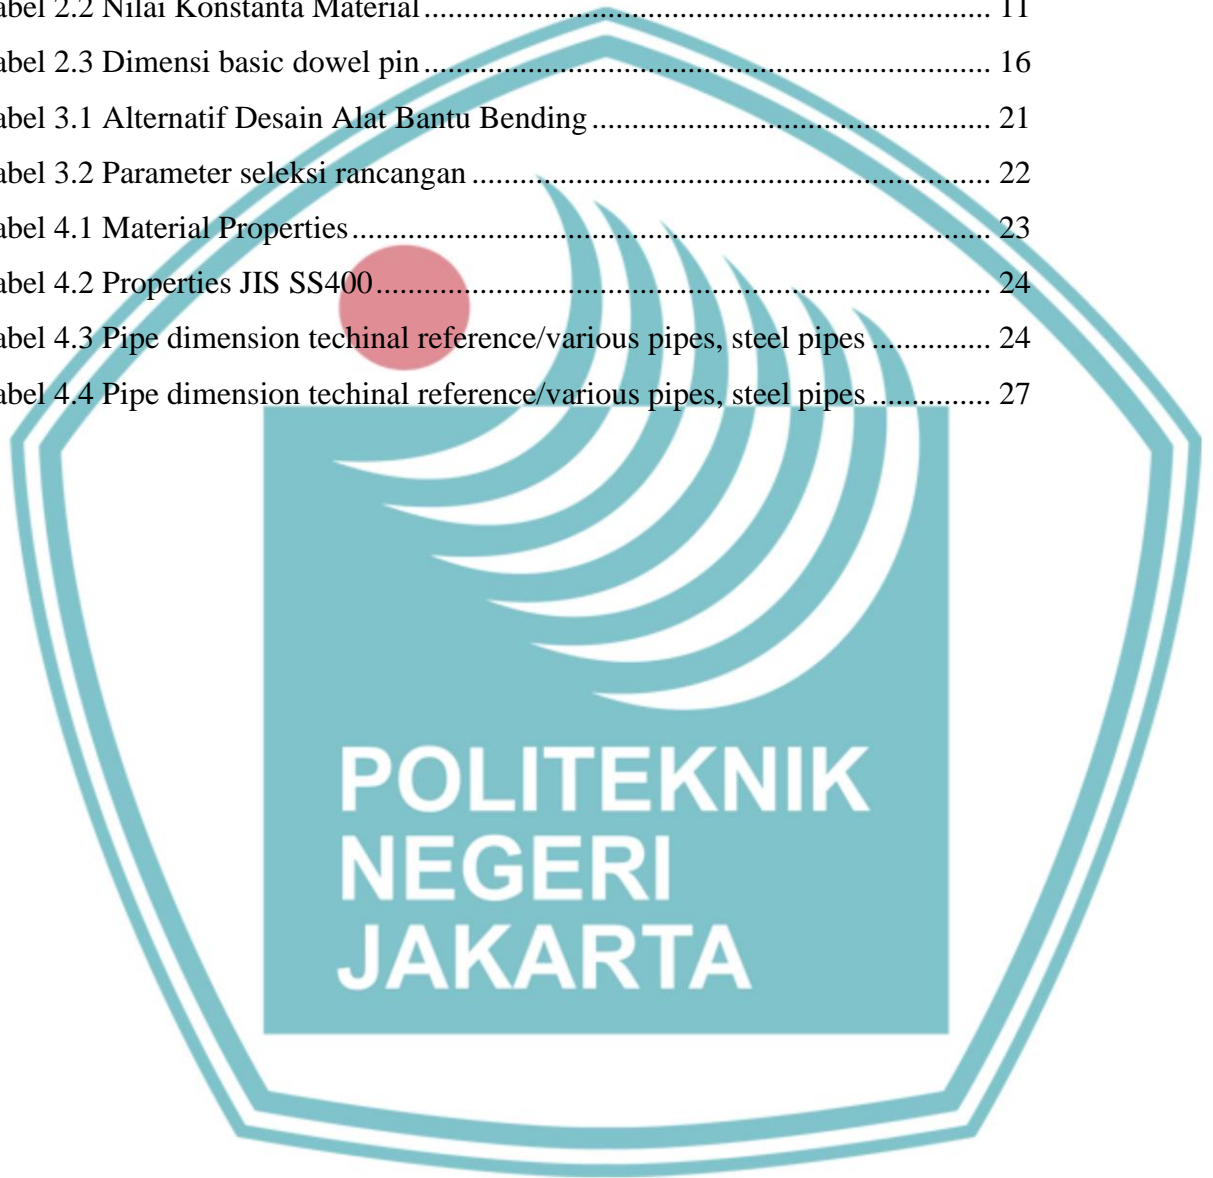 abel 2.2 Nilai Konstanta Material........................................................................ 11
abel 2.3 Dimensi basic dowel pin........................................................................ 16
abel 3.1 Alternatif Desain Alat Bantu Bending.................................................. 21
abel 3.2 Parameter seleksi rancangan.................................................................. 22
abel 4.1 Material Properties................................................................................. 23
abel 4.2 Properties JIS SS400.............................................................................. 24
abel 4.3 Pipe dimension techinal reference/various pipes, steel pipes............... 24
abel 4.4 Pipe dimension techinal reference/various pipes, steel pipes............... 27
POLITEKNIK
NEGERI
JAKARTA